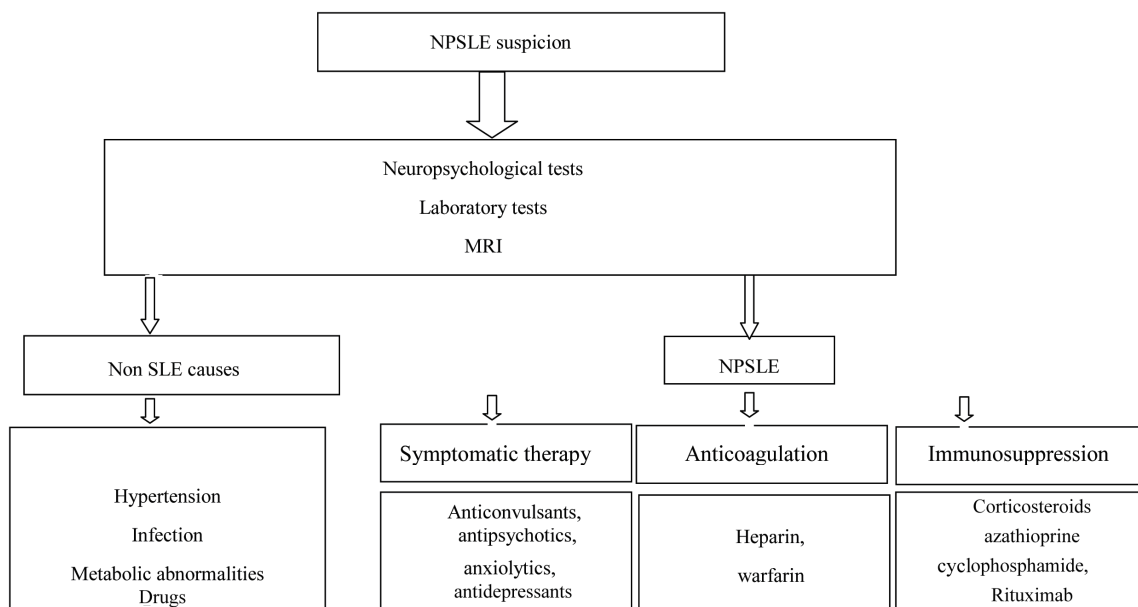 NPSLE suspicion
Neuropsychological tests
Laboratory tests
MRI
Non SLE causes
NPSLE
Hypertension
Infection
Metabolic abnormalities
Drugs
Symptomatic therapy
Anticonvulsants,
antipsychotics,
anxiolytics,
antidepressants
Anticoagulation
Heparin,
warfarin
Immunosuppression
Corticosteroids
azathioprine
cyclophosphamide,
Rituximab